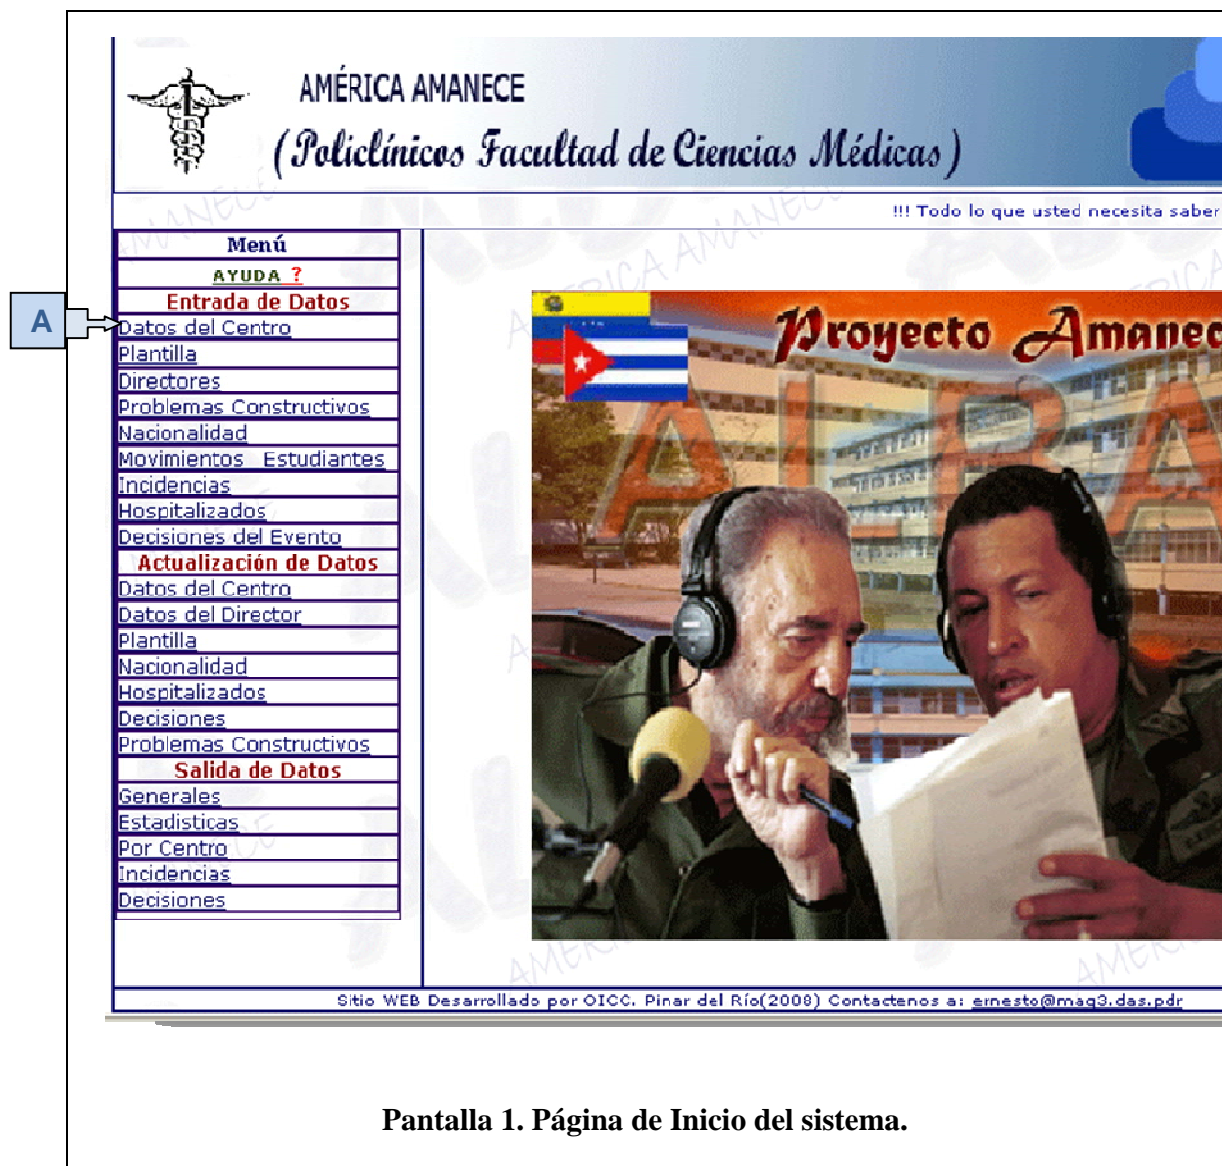 AMÉRICA AMANECE
(Policlínicos Facultad de Ciencias Médicas)
!!! Todo lo que usted necesita saber
Menú
AYUDA ?
Entrada de Datos
A
Datos del Centro
Plantilla
Directores
Problemas Constructivos
Nacionalidad
Movimientos Estudiantes
Incidencias
Hospitalizados
Decisiones del Evento
Actualización de Datos
Datos del Centro
Datos del Director
Plantilla
Nacionalidad
Hospitalizados
Decisiones
Problemas Constructivos
Salida de Datos
Generales
Estadisticas
Por Centro
Incidencias
Decisiones
Proyecto Amanec
ALBA
Sitio WEB Desarrollado por OICC. Pinar del Río(2008) Contactenos a: ernesto@mag3.das.pdr
Pantalla 1. Página de Inicio del sistema.